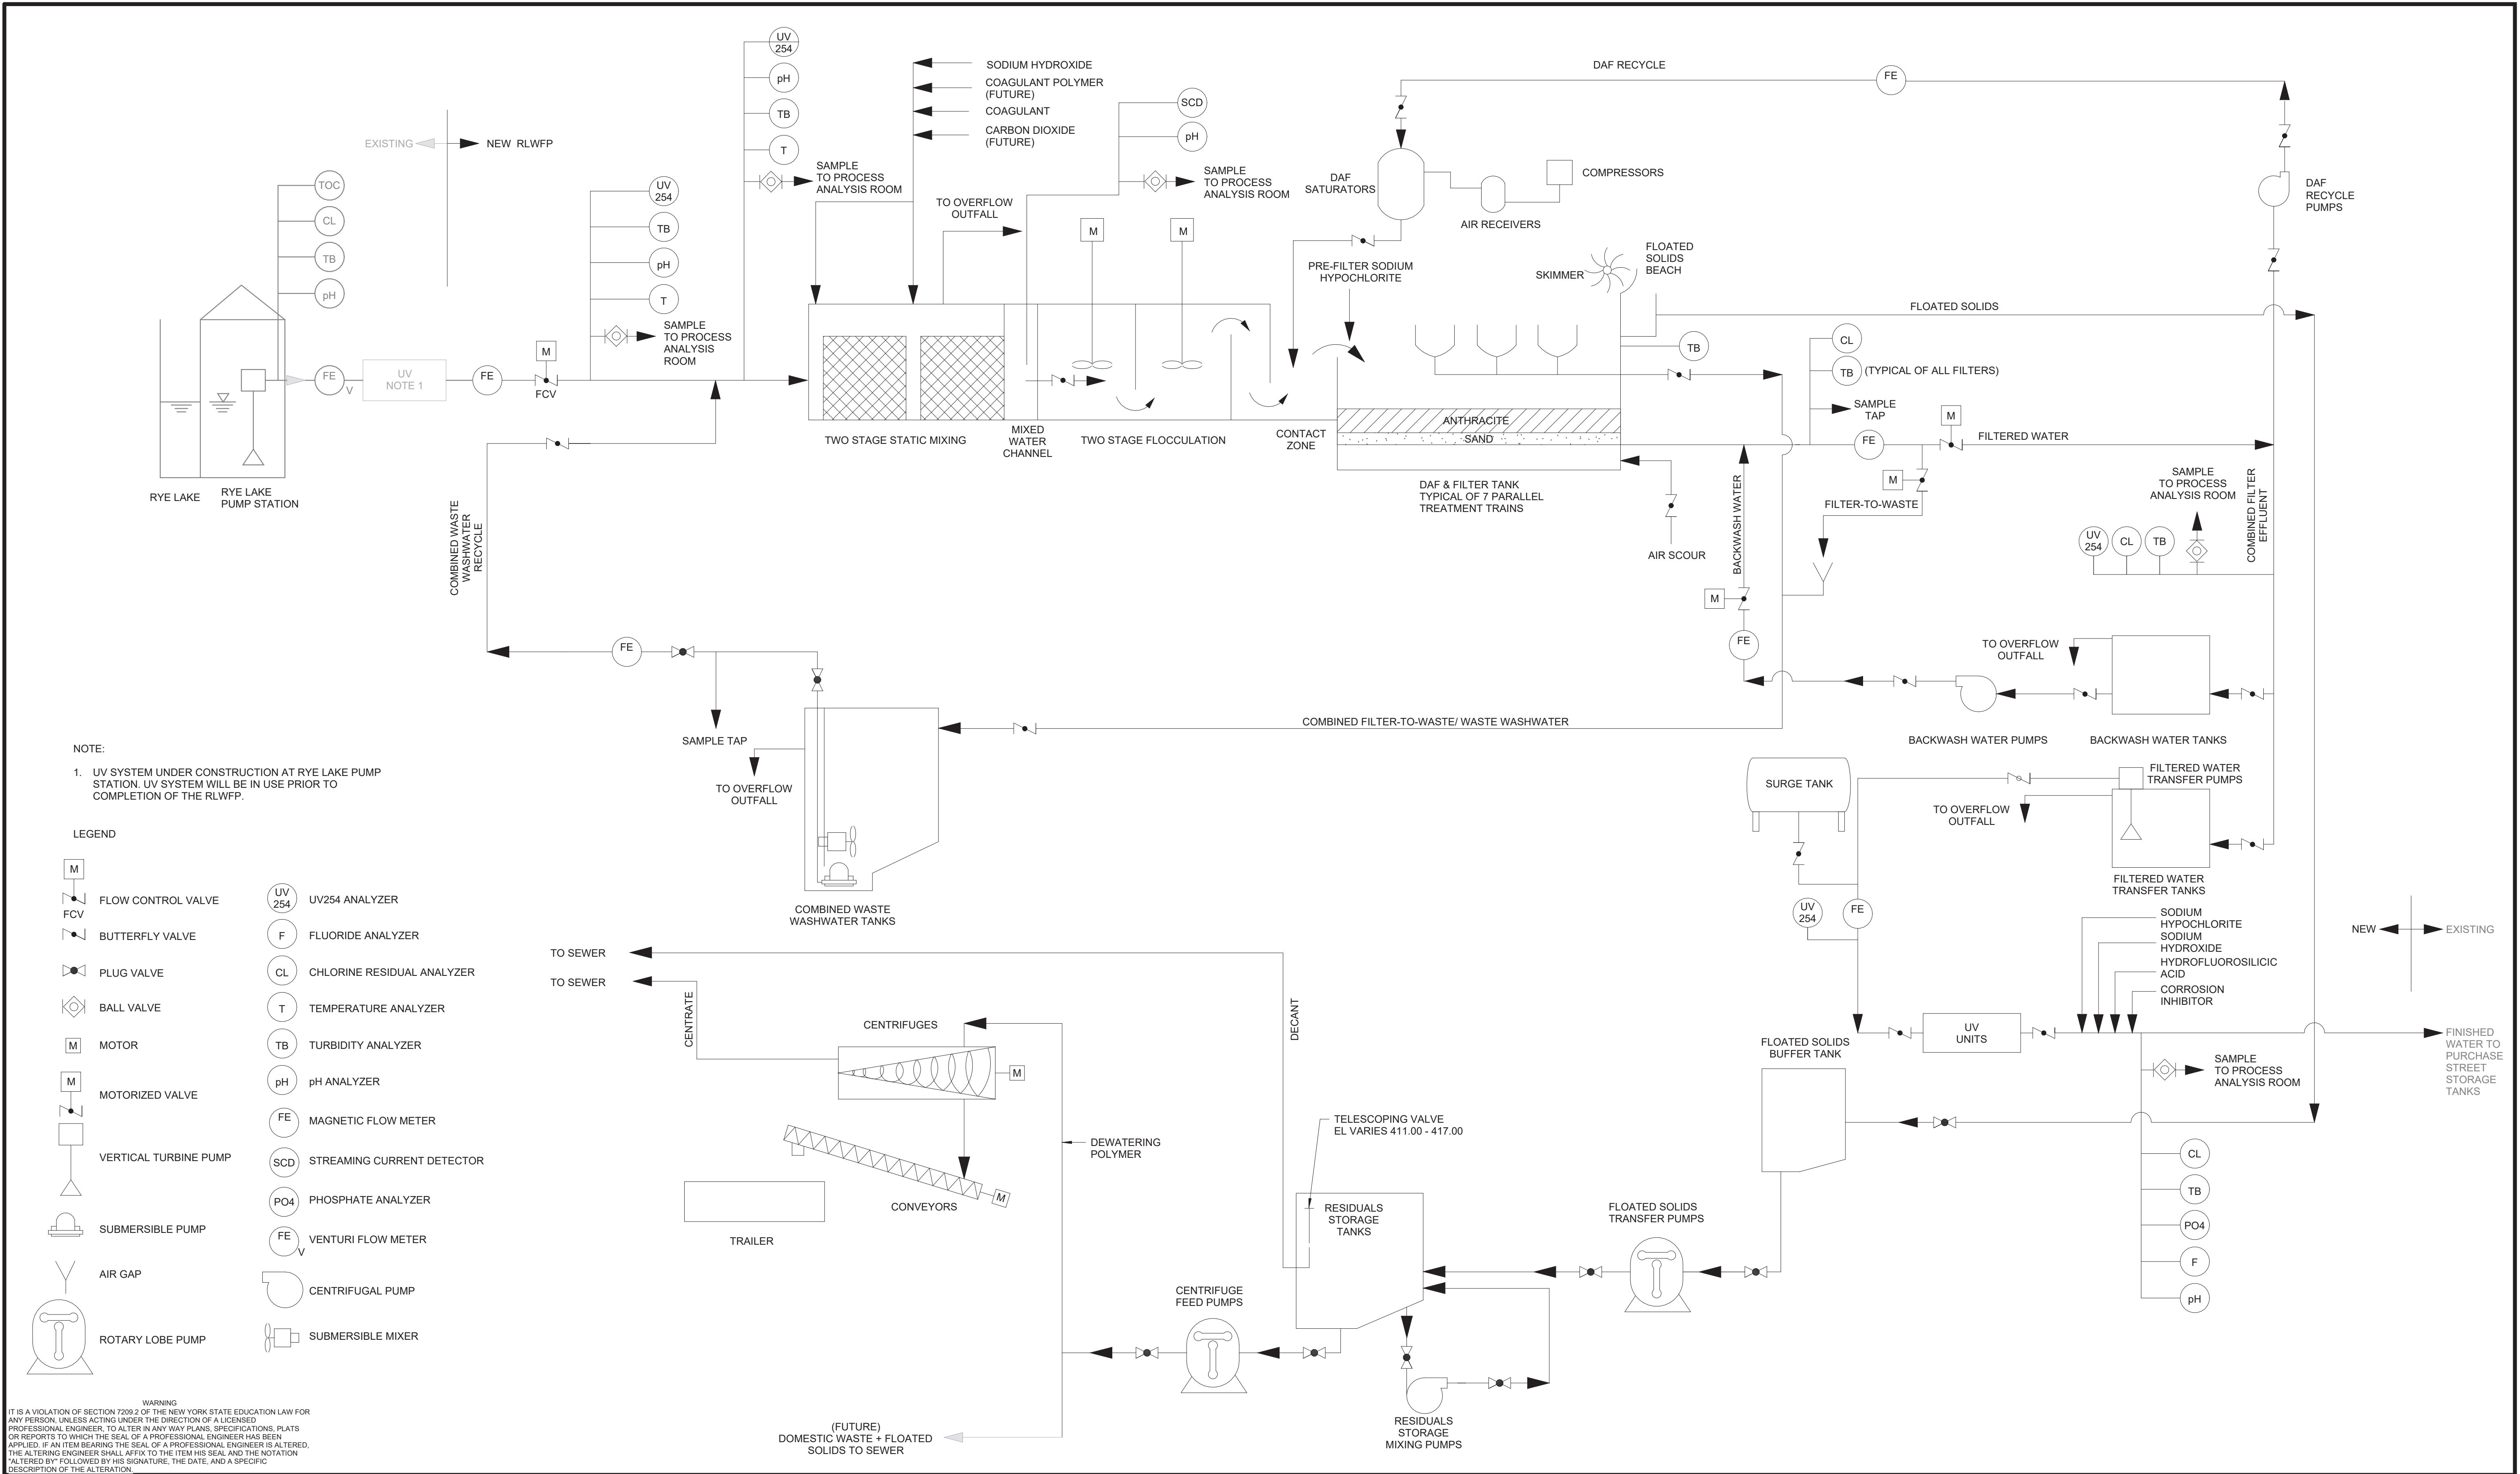 UV
254
pH
TB
T
SAMPLE
TO PROCESS
ANALYSIS ROOM
SODIUM HYDROXIDE
COAGULANT POLYMER
(FUTURE)
COAGULANT
CARBON DIOXIDE
(FUTURE)
SCD
pH
SAMPLE
TO PROCESS
ANALYSIS ROOM
DAF RECYCLE
FE
EXISTING
NEW RLWFP
TOC
CL
TB
pH
UV
254
TB
pH
T
SAMPLE
TO PROCESS
ANALYSIS
ROOM
TO OVERFLOW
OUTFALL
M
M
DAF
SATURATORS
COMPRESSORS
AIR RECEIVERS
DAF
RECYCLE
PUMPS
PRE-FILTER SODIUM
HYPOCHLORITE
SKIMMER
FLOATED
SOLIDS
BEACH
FLOATED SOLIDS
FE
V
UV
NOTE 1
FE
M
FCV
TB
CL
TB
(TYPICAL OF ALL FILTERS)
SAMPLE
TAP
M
FE
FILTERED WATER
ANTHRACITE
SAND
RYE LAKE
RYE LAKE
PUMP STATION
TWO STAGE STATIC MIXING
MIXED
WATER
CHANNEL
TWO STAGE FLOCCULATION
CONTACT
ZONE
DAF & FILTER TANK
TYPICAL OF 7 PARALLEL
TREATMENT TRAINS
AIR SCOUR
BACKWASH WATER
M
FILTER-TO-WASTE
SAMPLE
TO PROCESS
ANALYSIS ROOM
COMBINED FILTER
EFFLUENT
UV
254
CL
TB
COMBINED WASTE
WASHWATER
RECYCLE
M
FE
FE
SAMPLE TAP
TO OVERFLOW
OUTFALL
COMBINED FILTER-TO-WASTE/ WASTE WASHWATER
TO OVERFLOW
OUTFALL
BACKWASH WATER PUMPS
BACKWASH WATER TANKS
COMBINED WASTE
WASHWATER TANKS
SURGE TANK
FILTERED WATER
TRANSFER PUMPS
TO OVERFLOW
OUTFALL
FILTERED WATER
TRANSFER TANKS
UV
254
FE
SODIUM
HYPOCHLORITE
SODIUM
HYDROXIDE
HYDROFLUOROSILICIC
ACID
CORROSION
INHIBITOR
NEW
EXISTING
UV
UNITS
FINISHED
WATER TO
PURCHASE
STREET
STORAGE
TANKS
SAMPLE
TO PROCESS
ANALYSIS ROOM
CL
TB
PO4
F
pH
FLOATED SOLIDS
BUFFER TANK
FLOATED SOLIDS
TRANSFER PUMPS
TELESCOPING VALVE
EL VARIES 411.00 - 417.00
RESIDUALS
STORAGE
TANKS
RESIDUALS
STORAGE
MIXING PUMPS
CENTRIFUGE
FEED PUMPS
DEWATERING
POLYMER
DECANT
TO SEWER
TO SEWER
CENTRATE
CENTRIFUGES
M
M
CONVEYORS
TRAILER
(FUTURE)
DOMESTIC WASTE + FLOATED
SOLIDS TO SEWER
NOTE:
1. UV SYSTEM UNDER CONSTRUCTION AT RYE LAKE PUMP
STATION. UV SYSTEM WILL BE IN USE PRIOR TO
COMPLETION OF THE RLWFP.
LEGEND
M
FCV
FLOW CONTROL VALVE
BUTTERFLY VALVE
PLUG VALVE
BALL VALVE
M
MOTOR
M
MOTORIZED VALVE
VERTICAL TURBINE PUMP
SUBMERSIBLE PUMP
AIR GAP
ROTARY LOBE PUMP
UV
254
UV254 ANALYZER
F
FLUORIDE ANALYZER
CL
CHLORINE RESIDUAL ANALYZER
T
TEMPERATURE ANALYZER
TB
TURBIDITY ANALYZER
pH
pH ANALYZER
FE
MAGNETIC FLOW METER
SCD
STREAMING CURRENT DETECTOR
PO4
PHOSPHATE ANALYZER
FE
V
VENTURI FLOW METER
CENTRIFUGAL PUMP
SUBMERSIBLE MIXER
WARNING
IT IS A VIOLATION OF SECTION 7209.2 OF THE NEW YORK STATE EDUCATION LAW FOR
ANY PERSON, UNLESS ACTING UNDER THE DIRECTION OF A LICENSED
PROFESSIONAL ENGINEER, TO ALTER IN ANY WAY PLANS, SPECIFICATIONS, PLATS
OR REPORTS TO WHICH THE SEAL OF A PROFESSIONAL ENGINEER HAS BEEN
APPLIED. IF AN ITEM BEARING THE SEAL OF A PROFESSIONAL ENGINEER IS ALTERED,
THE ALTERING ENGINEER SHALL AFFIX TO THE ITEM HIS SEAL AND THE NOTATION
"ALTERED BY" FOLLOWED BY HIS SIGNATURE, THE DATE, AND A SPECIFIC
DESCRIPTION OF THE ALTERATION.